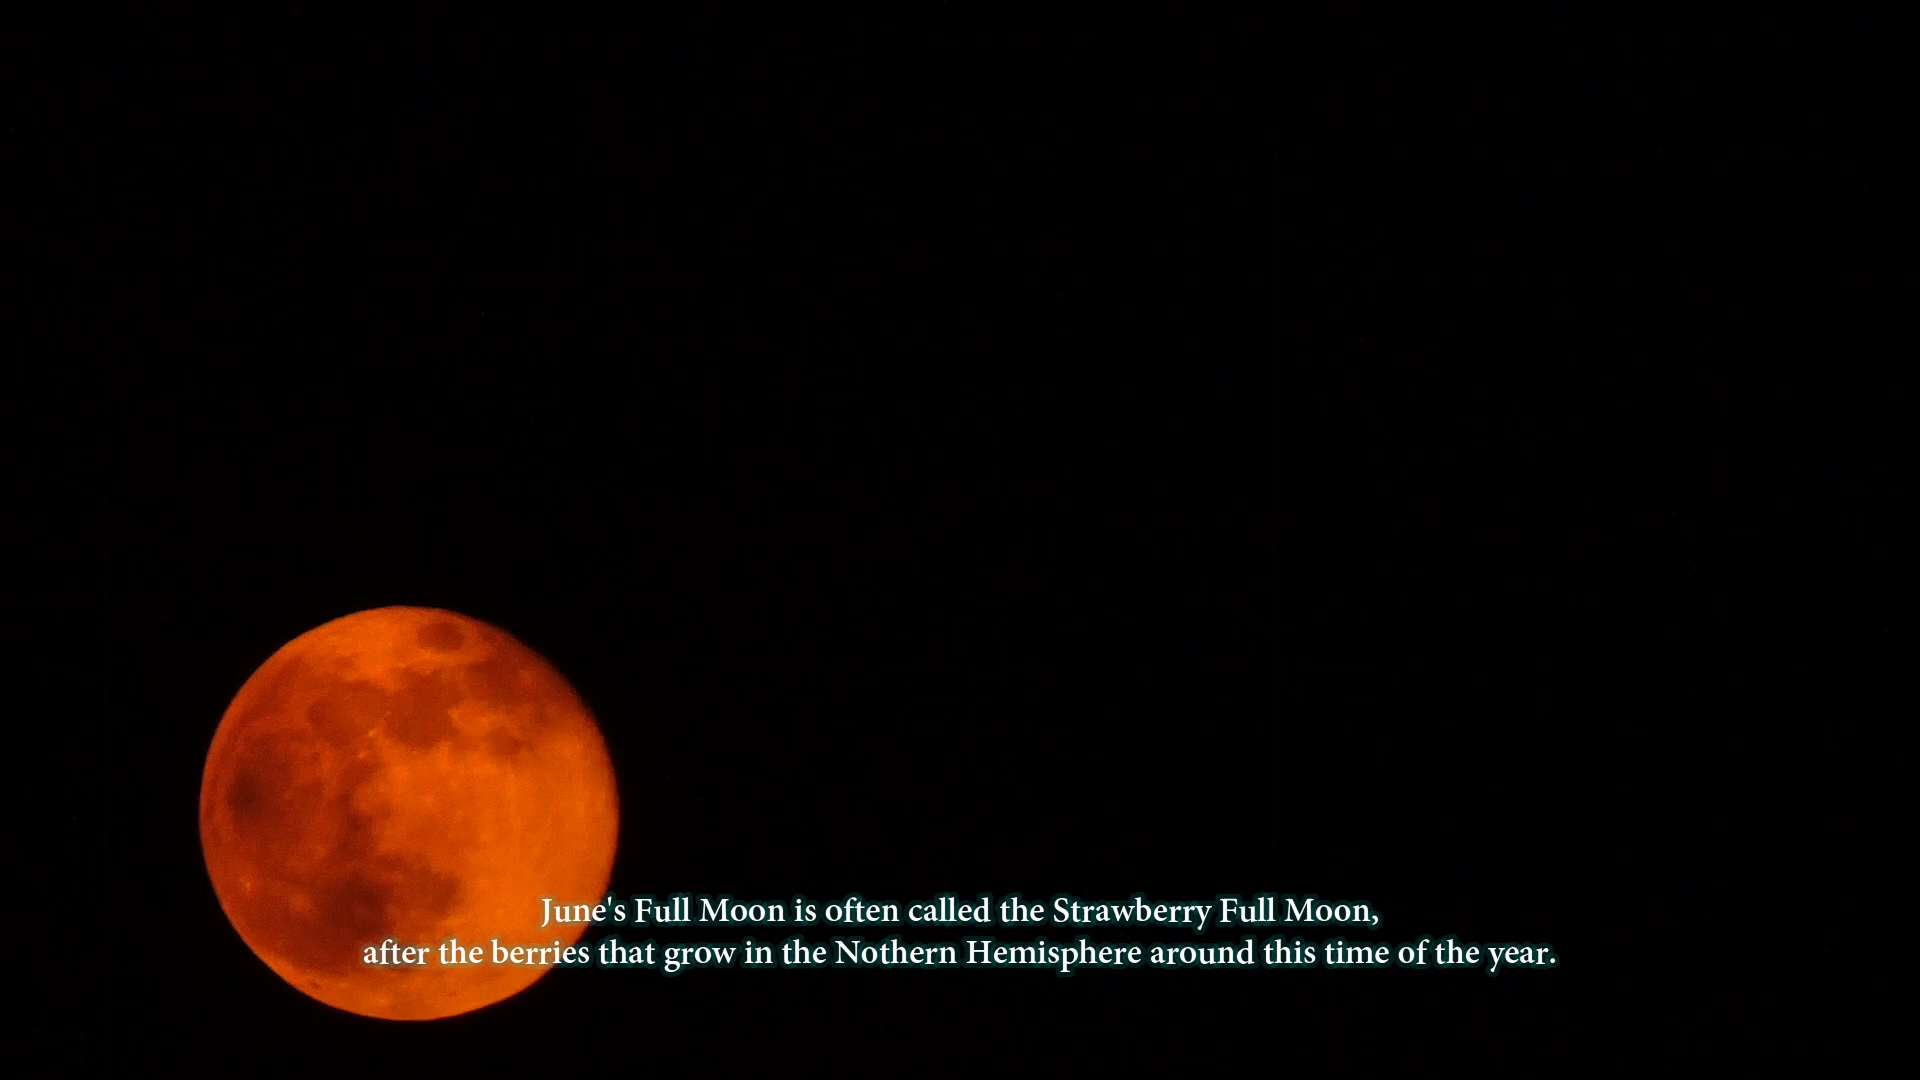 June's Full Moon is often called the Strawberry Full Moon,
after the berries that grow in the Nothern Hemisphere around this time of the year.